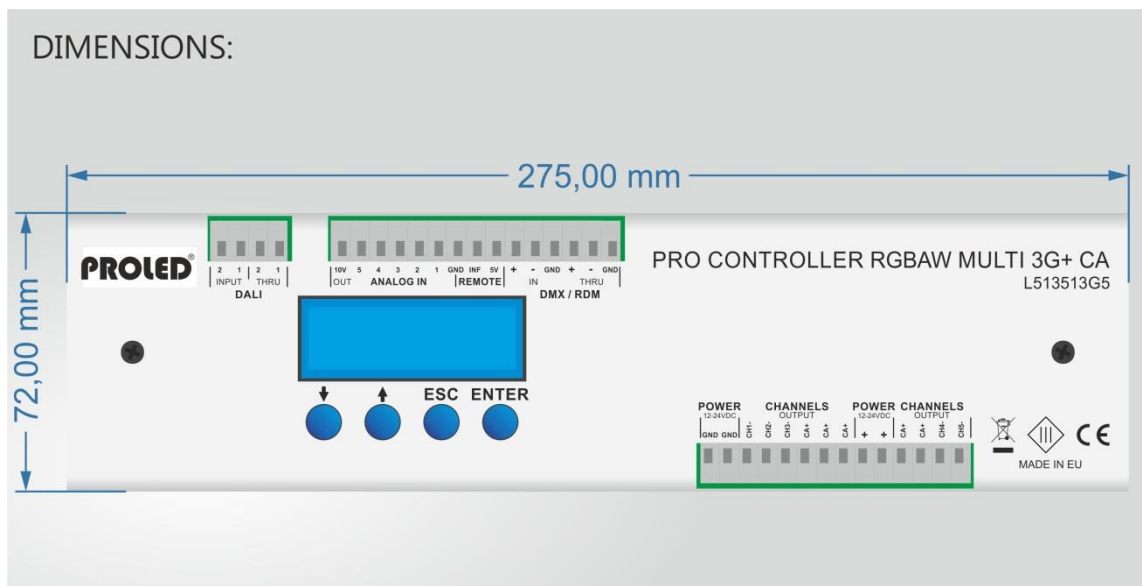 DIMENSIONS:
275,00 mm
72,00 mm
PROLED®
2 1 2 1
INPUT THRU
DALI
10V 5 4 3 2 1 GND INF 5V + - GND + - GND
OUT ANALOG IN REMOTE IN THRU
DMX / RDM
PRO CONTROLLER RGBAW MULTI 3G+ CA
L513513G5
ESC ENTER
POWER CHANNELS POWER CHANNELS
12-24VDC OUTPUT 12-24VDC OUTPUT
GND GND CH1- CH2- CH3- CA+ CA+ CA+ + + CA+ CA+ CH4- CH5-
III CE
MADE IN EU